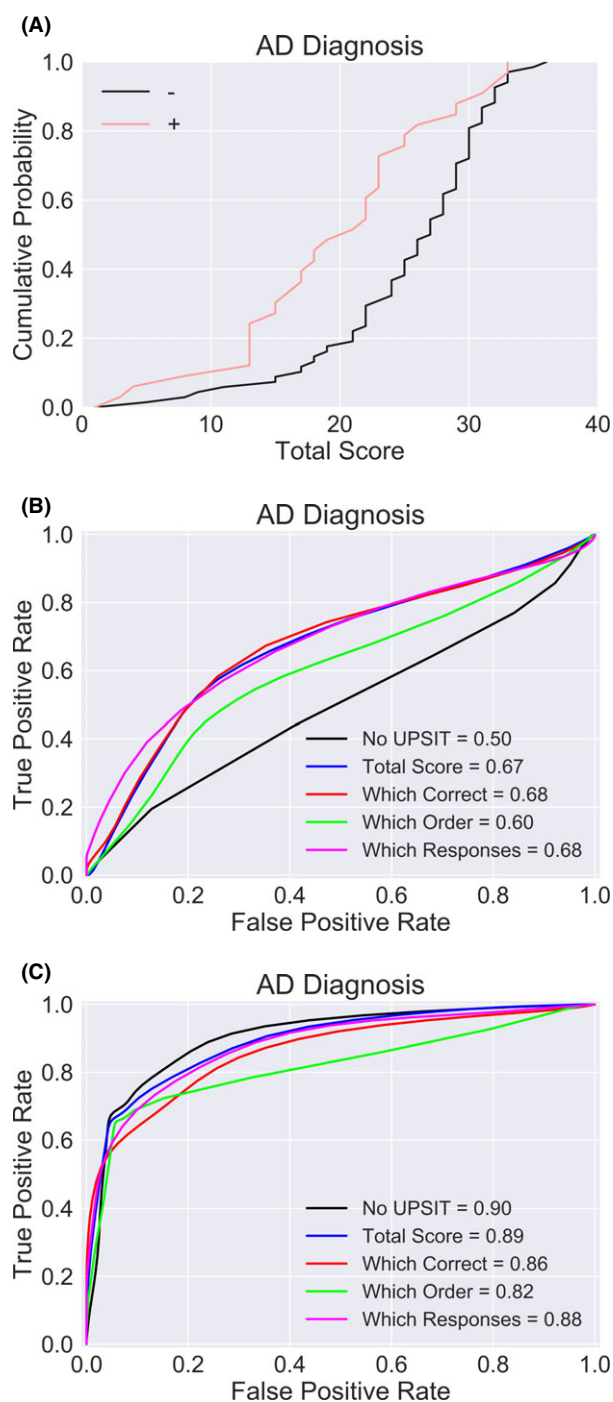 (A)
AD Diagnosis
1.0
0.8
0.6
0.4
0.2
0.0
Cumulative Probability
-
+
0 10 20 30 40
Total Score
(B)
AD Diagnosis
1.0
0.8
0.6
0.4
0.2
0.0
True Positive Rate
No UPSIT = 0.50
Total Score = 0.67
Which Correct = 0.68
Which Order = 0.60
Which Responses = 0.68
0.0 0.2 0.4 0.6 0.8 1.0
False Positive Rate
(C)
AD Diagnosis
1.0
0.8
0.6
0.4
0.2
0.0
True Positive Rate
No UPSIT = 0.90
Total Score = 0.89
Which Correct = 0.86
Which Order = 0.82
Which Responses = 0.88
0.0 0.2 0.4 0.6 0.8 1.0
False Positive Rate